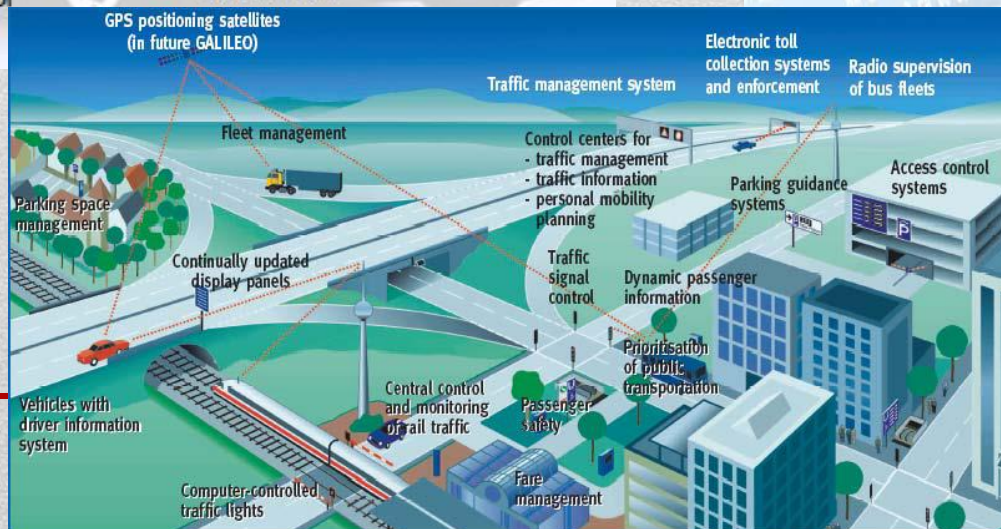 GPS positioning satellites
(in future GALILEO)
Electronic toll
collection systems
and enforcement
Radio supervision
of bus fleets
Traffic management system
Fleet management
Control centers for
- traffic management
- traffic information
- personal mobility
planning
Access control
systems
Parking guidance
systems
Parking space
management
Continually updated
display panels
Traffic
signal
control
Dynamic passenger
information
Prioritisation
of public
transportation
Vehicles with
driver information
system
Central control
and monitoring
of rail traffic
Passenger
safety
Computer-controlled
traffic lights
Fare
management
P